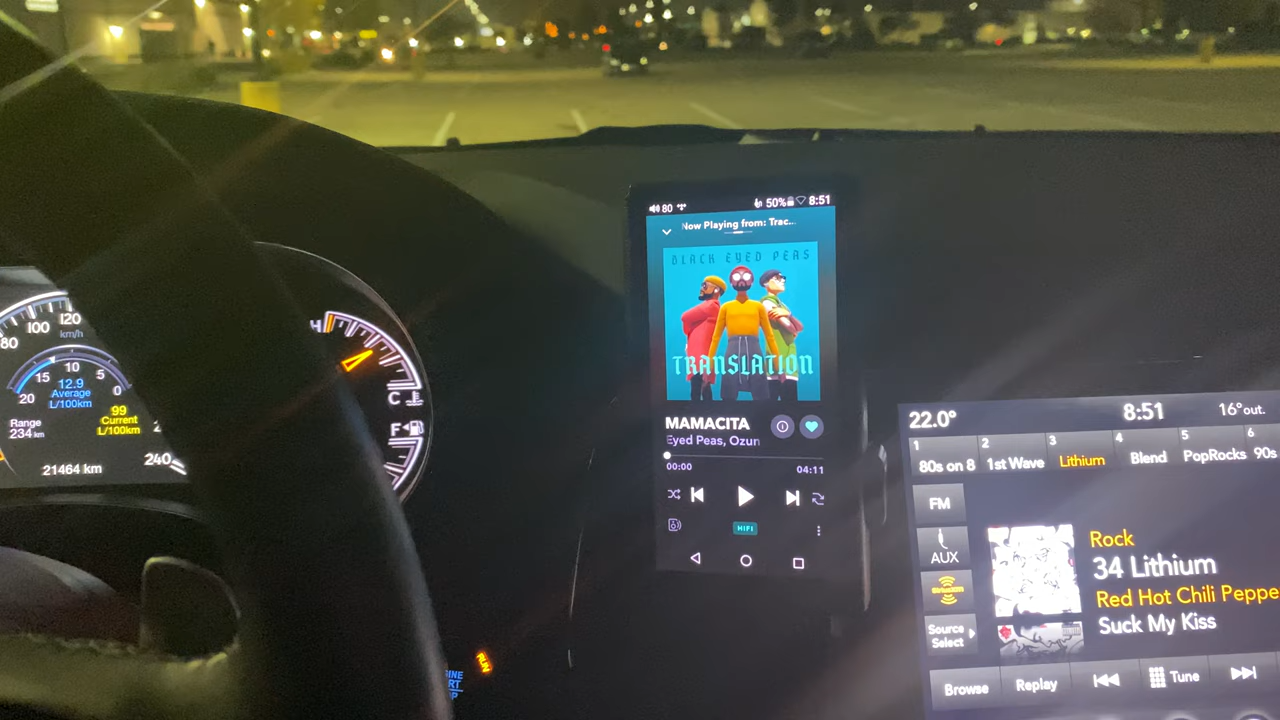 80
100
120
km/h
15
10
5
20
0
12.9
Average
L/100km
99
Current
L/100km
Range
234 km
240
21464 km
H
C
F
RUN
80
50%
8:51
Now Playing from: Trac...
BLACK EYED PEAS
TRANSLATION
MAMACITA
Eyed Peas, Ozun
00:00
04:11
HIFI
22.0°
8:51
16°out.
1
2
3
4
5
6
80s on 8
1st Wave
Lithium
Blend
PopRocks
90s
FM
AUX
siriusxm
Source
Select
Rock
34 Lithium
Red Hot Chili Peppe
Suck My Kiss
Browse
Replay
Tune